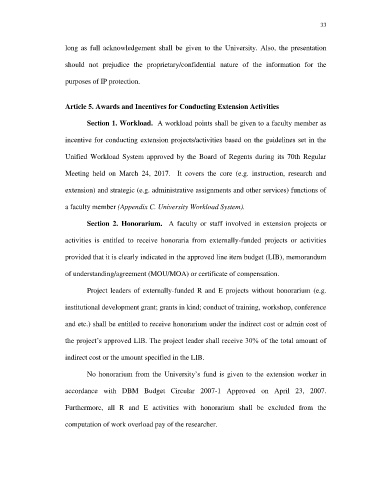 33
long as full acknowledgement shall be given to the University. Also, the presentation
should not prejudice the proprietary/confidential nature of the information for the
purposes of IP protection.
Article 5. Awards and Incentives for Conducting Extension Activities
Section 1. Workload. A workload points shall be given to a faculty member as
incentive for conducting extension projects/activities based on the guidelines set in the
Unified Workload System approved by the Board of Regents during its 70th Regular
Meeting held on March 24, 2017. It covers the core (e.g. instruction, research and
extension) and strategic (e.g. administrative assignments and other services) functions of
a faculty member (Appendix C. University Workload System).
Section 2. Honorarium. A faculty or staff involved in extension projects or
activities is entitled to receive honoraria from externally-funded projects or activities
provided that it is clearly indicated in the approved line item budget (LIB), memorandum
of understanding/agreement (MOU/MOA) or certificate of compensation.
Project leaders of externally-funded R and E projects without honorarium (e.g.
institutional development grant; grants in kind; conduct of training, workshop, conference
and etc.) shall be entitled to receive honorarium under the indirect cost or admin cost of
the project's approved LIB. The project leader shall receive 30% of the total amount of
indirect cost or the amount specified in the LIB.
No honorarium from the University's fund is given to the extension worker in
accordance with DBM Budget Circular 2007-1 Approved on April 23, 2007.
Furthermore, all R and E activities with honorarium shall be excluded from the
computation of work overload pay of the researcher.